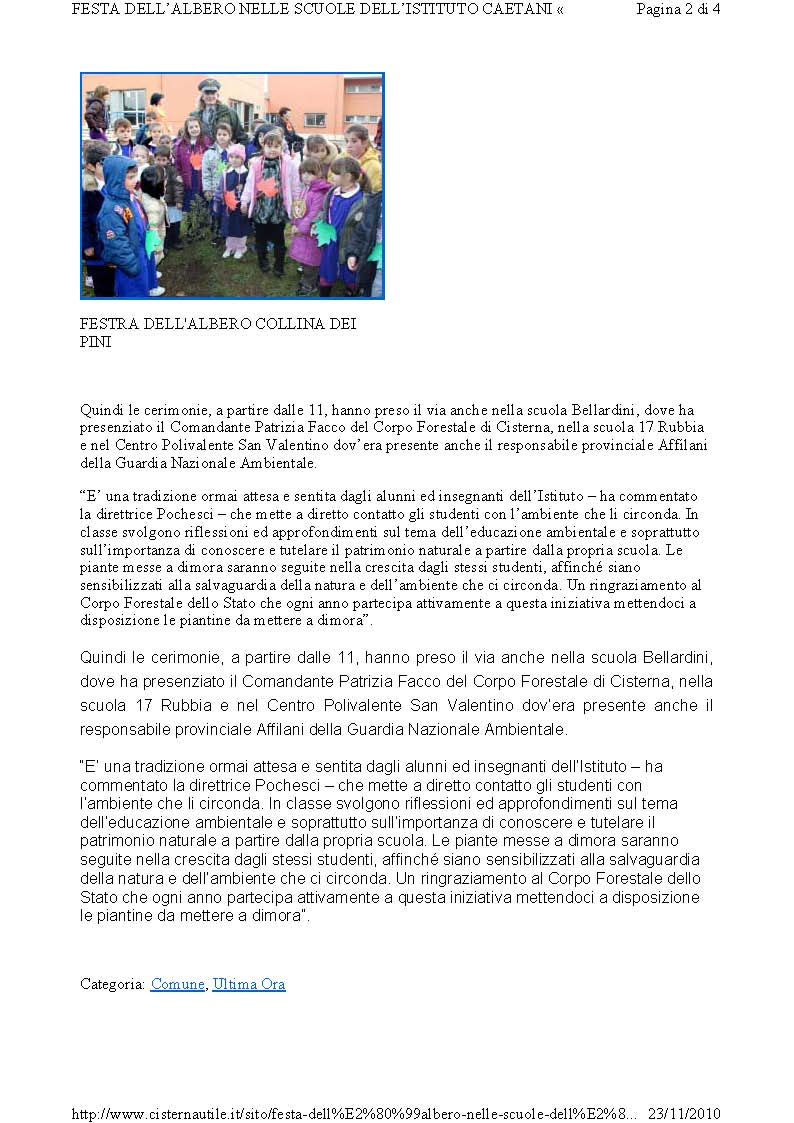 FESTA DELL’ALBERO NELLE SCUOLE DELL’ISTITUTO CAETANI « Pagina 2 di 4
FESTRA DELL'ALBERO COLLINA DEI
PINI
Quindi le cerimonie, a partire dalle 11, hanno preso il via anche nella scuola Bellardini, dove ha
presenziato il Comandante Patrizia Facco del Corpo Forestale di Cisterna, nella scuola 17 Rubbia
e nel Centro Polivalente San Valentino dov’era presente anche il responsabile provinciale Affilani
della Guardia Nazionale Ambientale.
“E’ una tradizione ormai attesa e sentita dagli alunni ed insegnanti dell’Istituto – ha commentato
la direttrice Pochesci – che mette a diretto contatto gli studenti con l’ambiente che li circonda. In
classe svolgono riflessioni ed approfondimenti sul tema dell’educazione ambientale e soprattutto
sull’importanza di conoscere e tutelare il patrimonio naturale a partire dalla propria scuola. Le
piante messe a dimora saranno seguite nella crescita dagli stessi studenti, affinché siano
sensibilizzati alla salvaguardia della natura e dell’ambiente che ci circonda. Un ringraziamento al
Corpo Forestale dello Stato che ogni anno partecipa attivamente a questa iniziativa mettendoci a
disposizione le piantine da mettere a dimora”.
Quindi le cerimonie, a partire dalle 11, hanno preso il via anche nella scuola Bellardini,
dove ha presenziato il Comandante Patrizia Facco del Corpo Forestale di Cisterna, nella
scuola 17 Rubbia e nel Centro Polivalente San Valentino dov’era presente anche il
responsabile provinciale Affilani della Guardia Nazionale Ambientale.
“E’ una tradizione ormai attesa e sentita dagli alunni ed insegnanti dell’Istituto – ha
commentato la direttrice Pochesci – che mette a diretto contatto gli studenti con
l’ambiente che li circonda. In classe svolgono riflessioni ed approfondimenti sul tema
dell’educazione ambientale e soprattutto sull’importanza di conoscere e tutelare il
patrimonio naturale a partire dalla propria scuola. Le piante messe a dimora saranno
seguite nella crescita dagli stessi studenti, affinché siano sensibilizzati alla salvaguardia
della natura e dell’ambiente che ci circonda. Un ringraziamento al Corpo Forestale dello
Stato che ogni anno partecipa attivamente a questa iniziativa mettendoci a disposizione
le piantine da mettere a dimora”.
Categoria: Comune, Ultima Ora
http://www.cisternautile.it/sito/festa-dell%E2%80%99albero-nelle-scuole-dell%E2%8... 23/11/2010